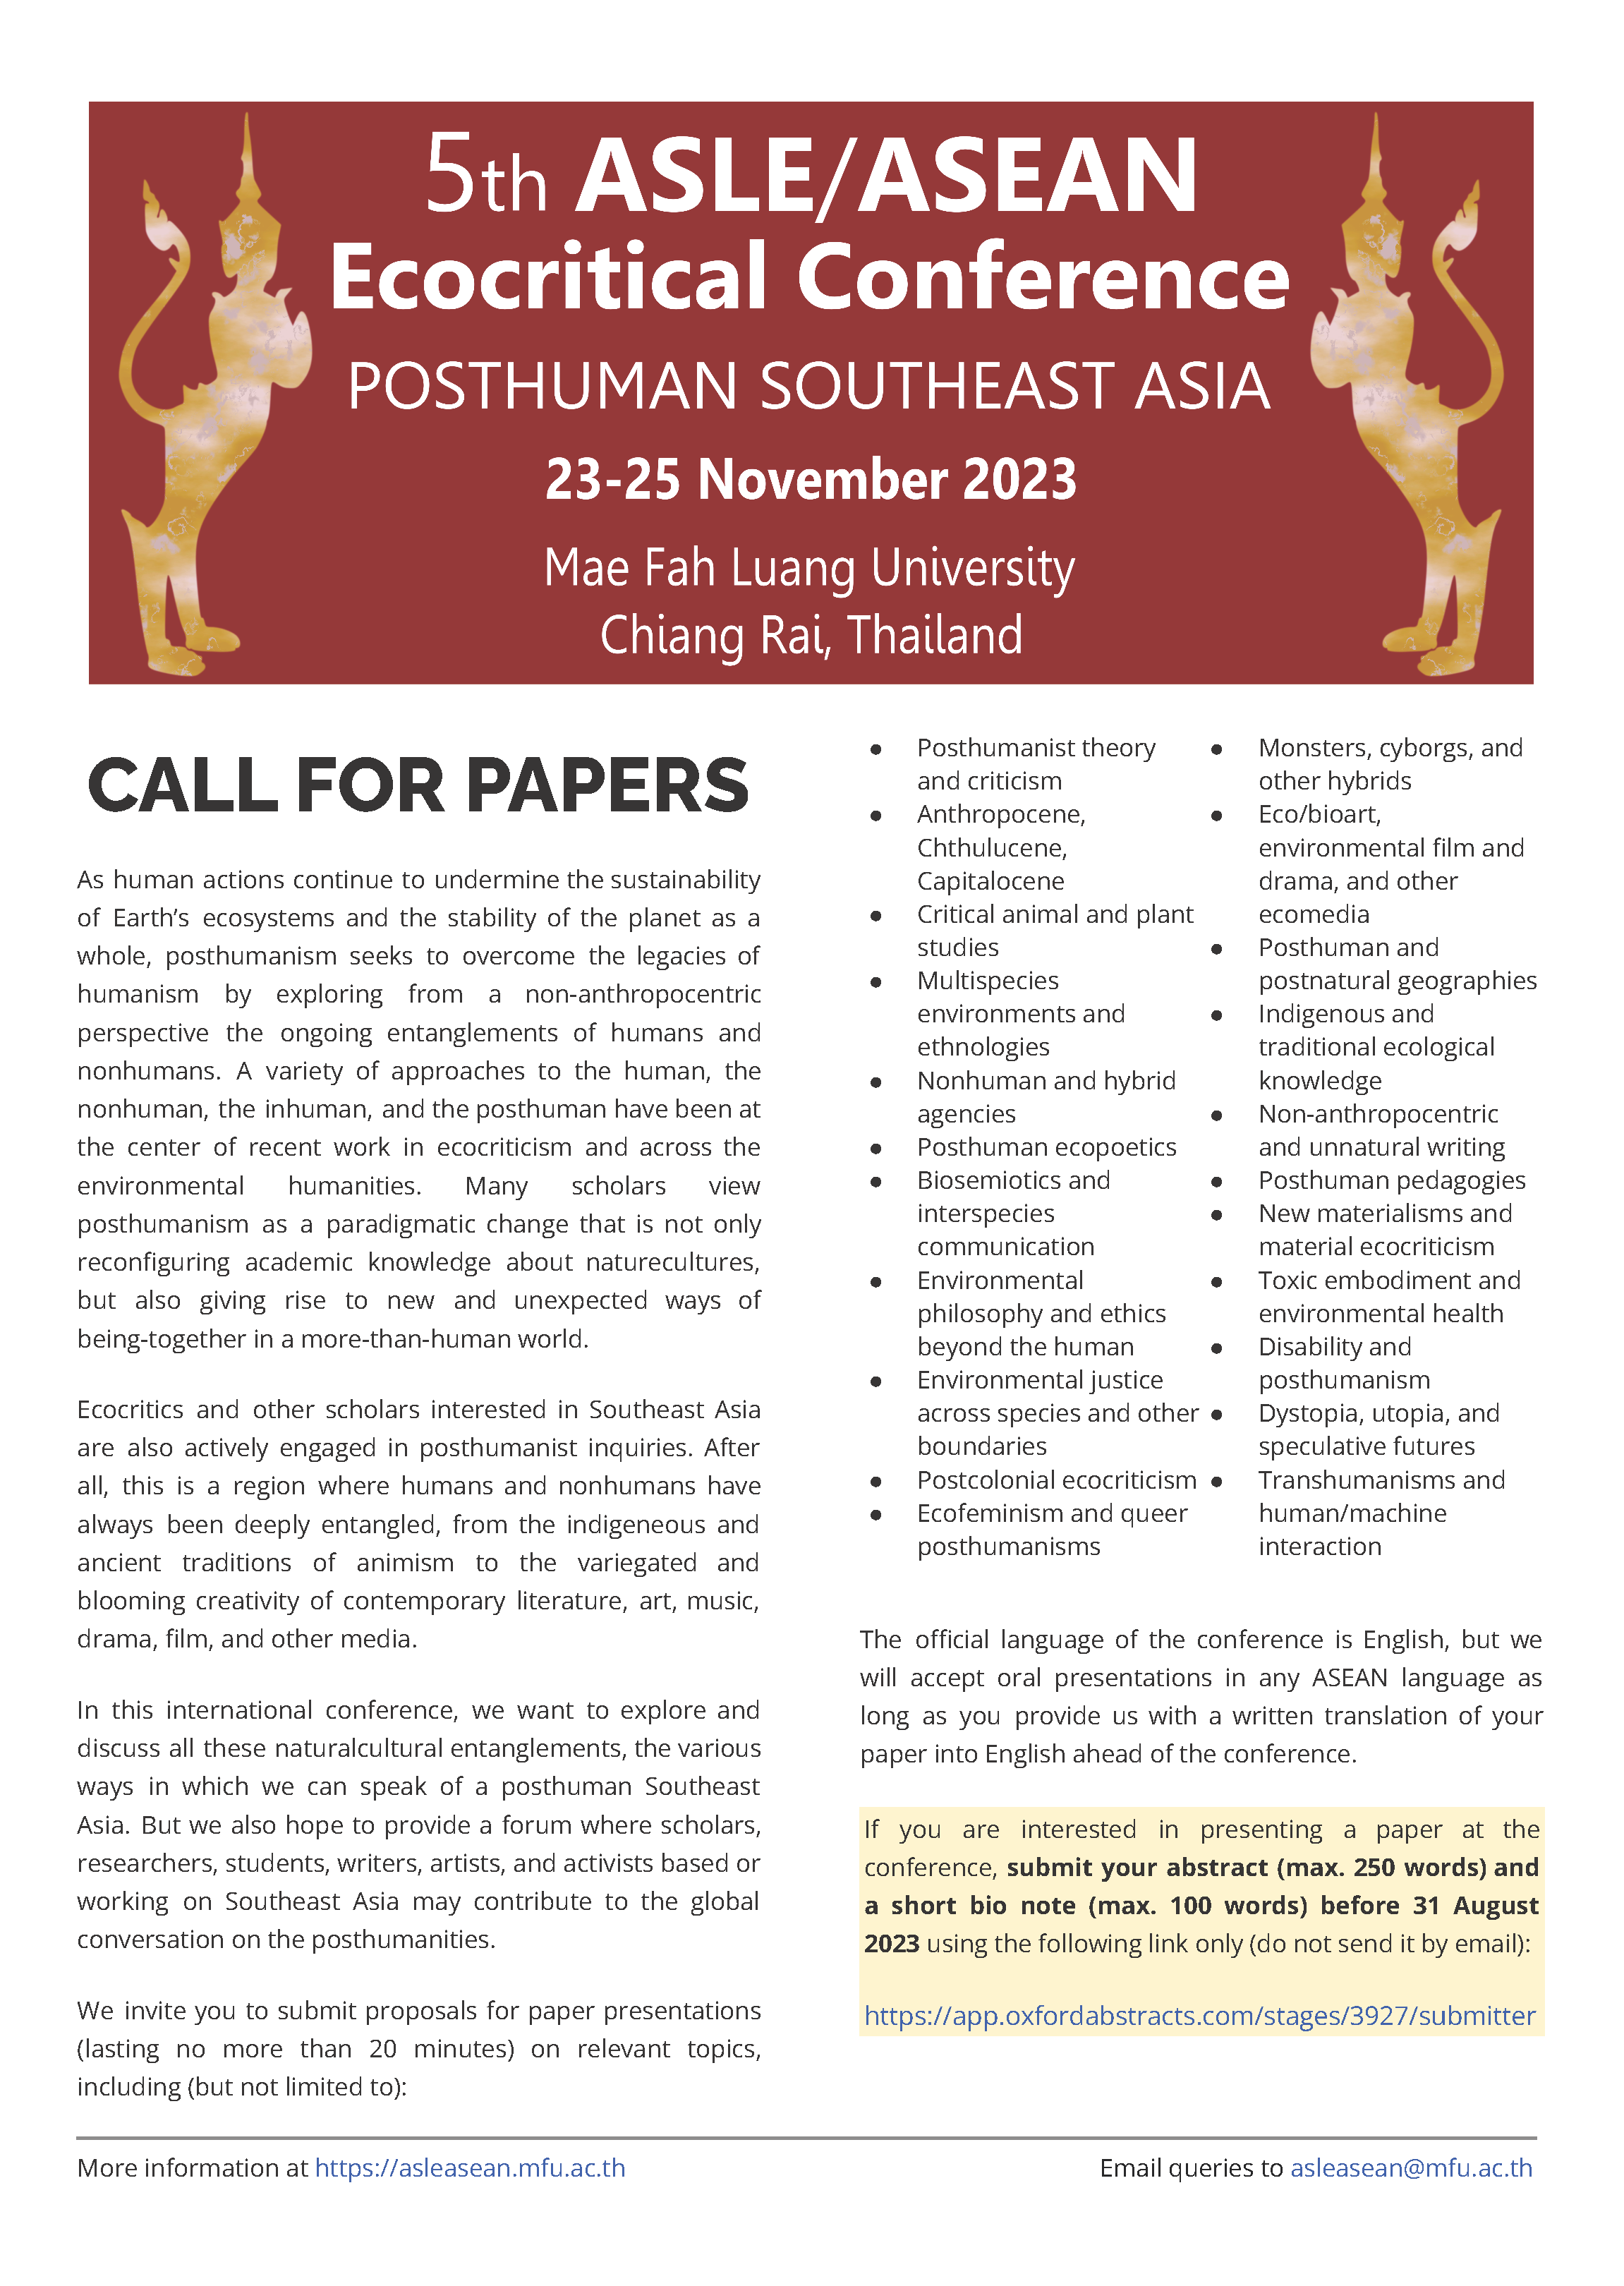 5th ASLE/ASEAN
Ecocritical Conference
POSTHUMAN SOUTHEAST ASIA
23-25 November 2023
Mae Fah Luang University
Chiang Rai, Thailand
CALL FOR PAPERS
As human actions continue to undermine the sustainability
of Earth’s ecosystems and the stability of the planet as a
whole, posthumanism seeks to overcome the legacies of
humanism by exploring from a non-anthropocentric
perspective the ongoing entanglements of humans and
nonhumans. A variety of approaches to the human, the
nonhuman, the inhuman, and the posthuman have been at
the center of recent work in ecocriticism and across the
environmental humanities. Many scholars view
posthumanism as a paradigmatic change that is not only
reconfiguring academic knowledge about naturecultures,
but also giving rise to new and unexpected ways of
being-together in a more-than-human world.
Ecocritics and other scholars interested in Southeast Asia
are also actively engaged in posthumanist inquiries. After
all, this is a region where humans and nonhumans have
always been deeply entangled, from the indigeneous and
ancient traditions of animism to the variegated and
blooming creativity of contemporary literature, art, music,
drama, film, and other media.
In this international conference, we want to explore and
discuss all these naturalcultural entanglements, the various
ways in which we can speak of a posthuman Southeast
Asia. But we also hope to provide a forum where scholars,
researchers, students, writers, artists, and activists based or
working on Southeast Asia may contribute to the global
conversation on the posthumanities.
We invite you to submit proposals for paper presentations
(lasting no more than 20 minutes) on relevant topics,
including (but not limited to):
● Posthumanist theory
and criticism
● Anthropocene,
Chthulucene,
Capitalocene
● Critical animal and plant
studies
● Multispecies
environments and
ethnologies
● Nonhuman and hybrid
agencies
● Posthuman ecopoetics
● Biosemiotics and
interspecies
communication
● Environmental
philosophy and ethics
beyond the human
● Environmental justice
across species and other
boundaries
● Postcolonial ecocriticism
● Ecofeminism and queer
posthumanisms
● Monsters, cyborgs, and
other hybrids
● Eco/bioart,
environmental film and
drama, and other
ecomedia
● Posthuman and
postnatural geographies
● Indigenous and
traditional ecological
knowledge
● Non-anthropocentric
and unnatural writing
● Posthuman pedagogies
● New materialisms and
material ecocriticism
● Toxic embodiment and
environmental health
● Disability and
posthumanism
● Dystopia, utopia, and
speculative futures
● Transhumanisms and
human/machine
interaction
The official language of the conference is English, but we
will accept oral presentations in any ASEAN language as
long as you provide us with a written translation of your
paper into English ahead of the conference.
If you are interested in presenting a paper at the
conference, submit your abstract (max. 250 words) and
a short bio note (max. 100 words) before 31 August
2023 using the following link only (do not send it by email):
https://app.oxfordabstracts.com/stages/3927/submitter
More information at https://asleasean.mfu.ac.th
Email queries to asleasean@mfu.ac.th